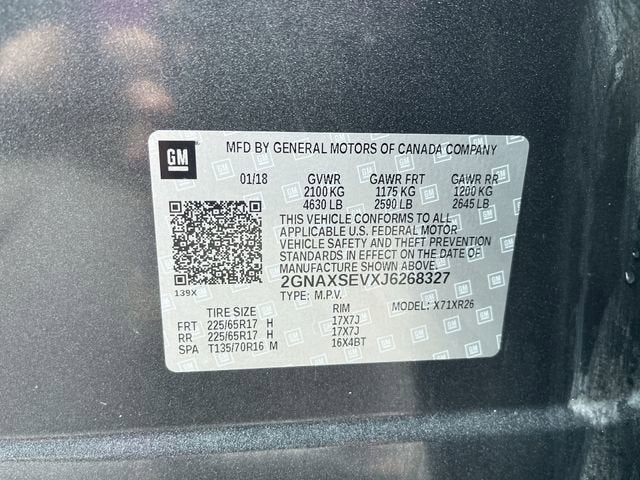 GM
MFD BY GENERAL MOTORS OF CANADA COMPANY
01/18 GVWR GAWR FRT GAWR RR
2100 KG 1175 KG 1200 KG
4630 LB 2590 LB 2645 LB
THIS VEHICLE CONFORMS TO ALL
APPLICABLE U.S. FEDERAL MOTOR
VEHICLE SAFETY AND THEFT PREVENTION
STANDARDS IN EFFECT ON THE DATE OF
MANUFACTURE SHOWN ABOVE.
2GNAXSEVXJ6268327
139X
TYPE: M.P.V. MODEL: X71XR26
TIRE SIZE RIM
FRT 225/65R17 H 17X7J
RR 225/65R17 H 17X7J
SPA T135/70R16 M 16X4BT